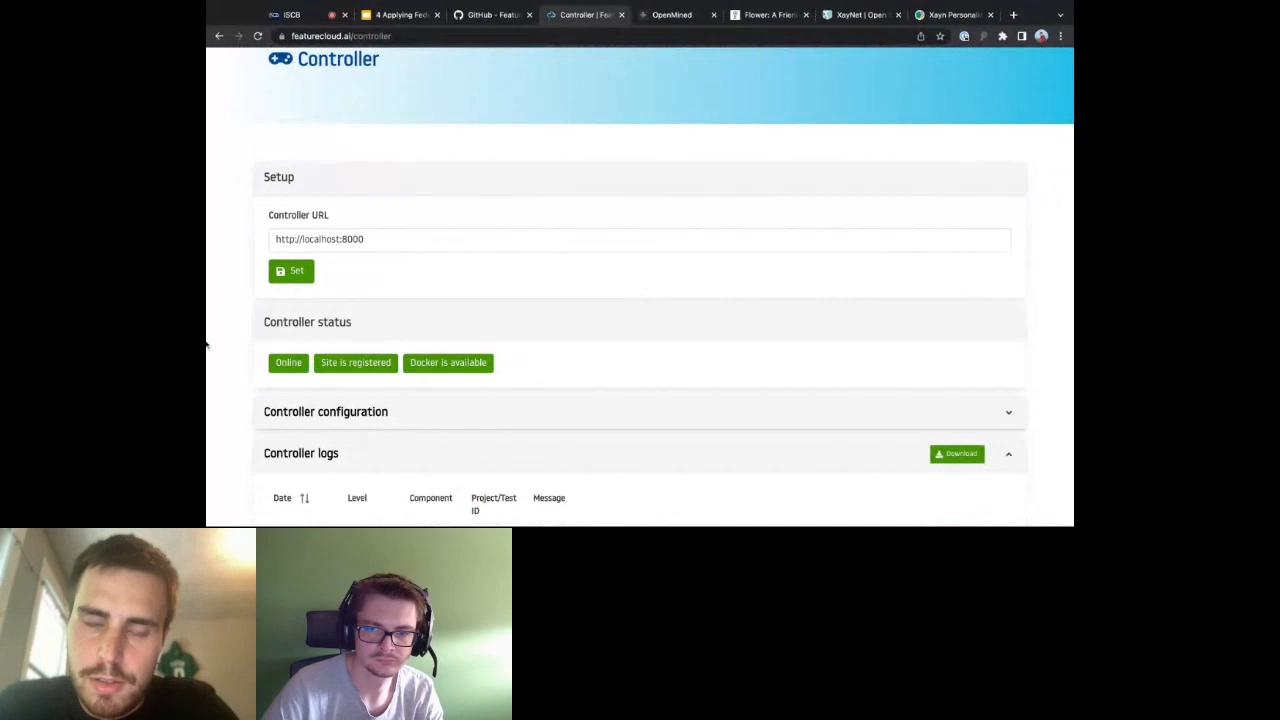 ISCB
4 Applying Fed
GitHub - Featur
Controller | Fea
OpenMined
Flower: A Frien
XayNet | Open
Xayn Personali
featurecloud.ai/controller
Controller
Setup
Controller URL
http://localhost:8000
Set
Controller status
Online
Site is registered
Docker is available
Controller configuration
Controller logs
Download
Date
Level
Component
Project/Test
ID
Message